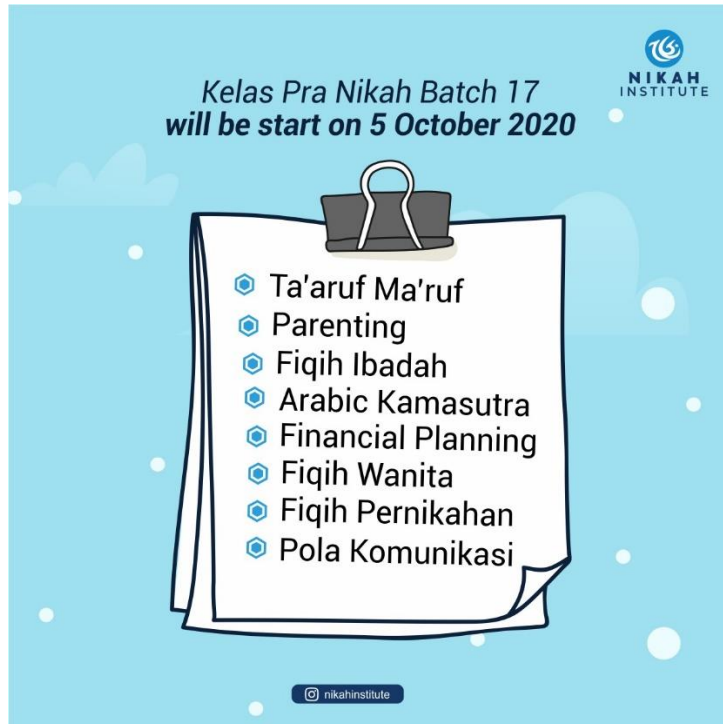 NIKAH
INSTITUTE
Kelas Pra Nikah Batch 17
will be start on 5 October 2020
Ta'aruf Ma'ruf
Parenting
Fiqih Ibadah
Arabic Kamasutra
Financial Planning
Fiqih Wanita
Fiqih Pernikahan
Pola Komunikasi
nikahinstitute